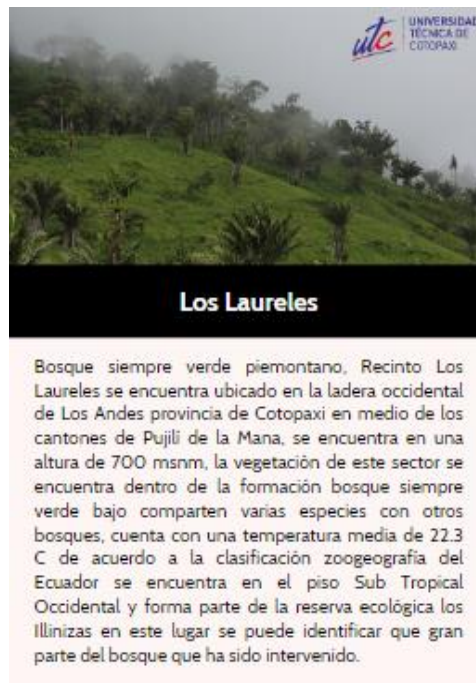 utc
UNIVERSIDAD
TÉCNICA DE
COTOPAXI
Los Laureles
Bosque siempre verde piemontano, Recinto Los
Laureles se encuentra ubicado en la ladera occidental
de Los Andes provincia de Cotopaxi en medio de los
cantones de Pujilí de la Mana, se encuentra en una
altura de 700 msnm, la vegetación de este sector se
encuentra dentro de la formación bosque siempre
verde bajo comparten varias especies con otros
bosques, cuenta con una temperatura media de 22.3
C de acuerdo a la clasificación zoogeografía del
Ecuador se encuentra en el piso Sub Tropical
Occidental y forma parte de la reserva ecológica los
Illinizas en este lugar se puede identificar que gran
parte del bosque que ha sido intervenido.